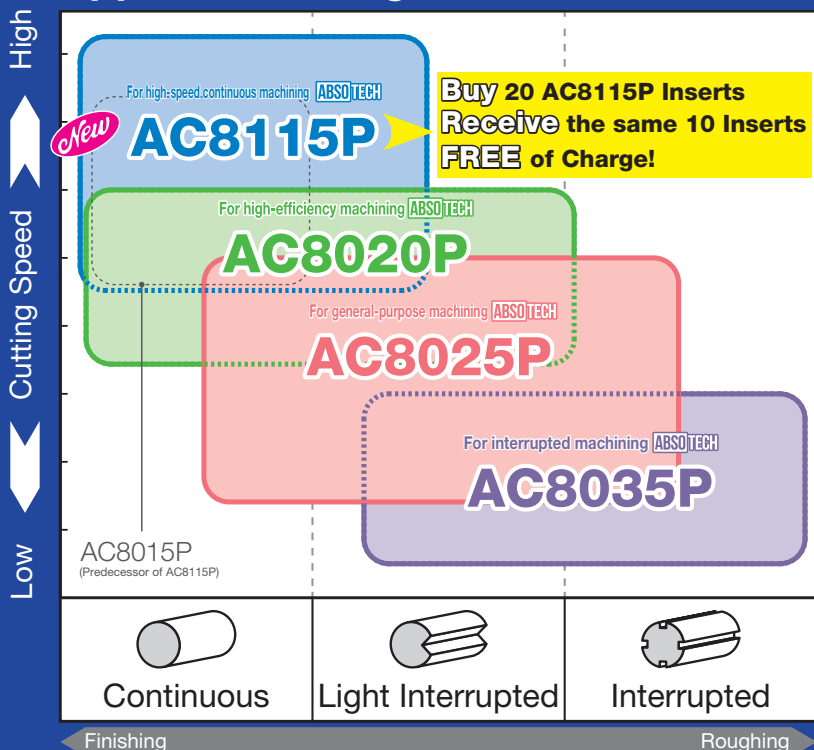 High
For high-speed.continuous machining ABSOTECH
New
AC8115P
Buy 20 AC8115P Inserts
Receive the same 10 Inserts
FREE of Charge!
For high-efficiency machining ABSOTECH
AC8020P
Cutting Speed
For general-purpose machining ABSOTECH
AC8025P
For interrupted machining ABSOTECH
AC8035P
AC8015P
(Predecessor of AC8115P)
Low
Continuous
Light Interrupted
Interrupted
Finishing
Roughing